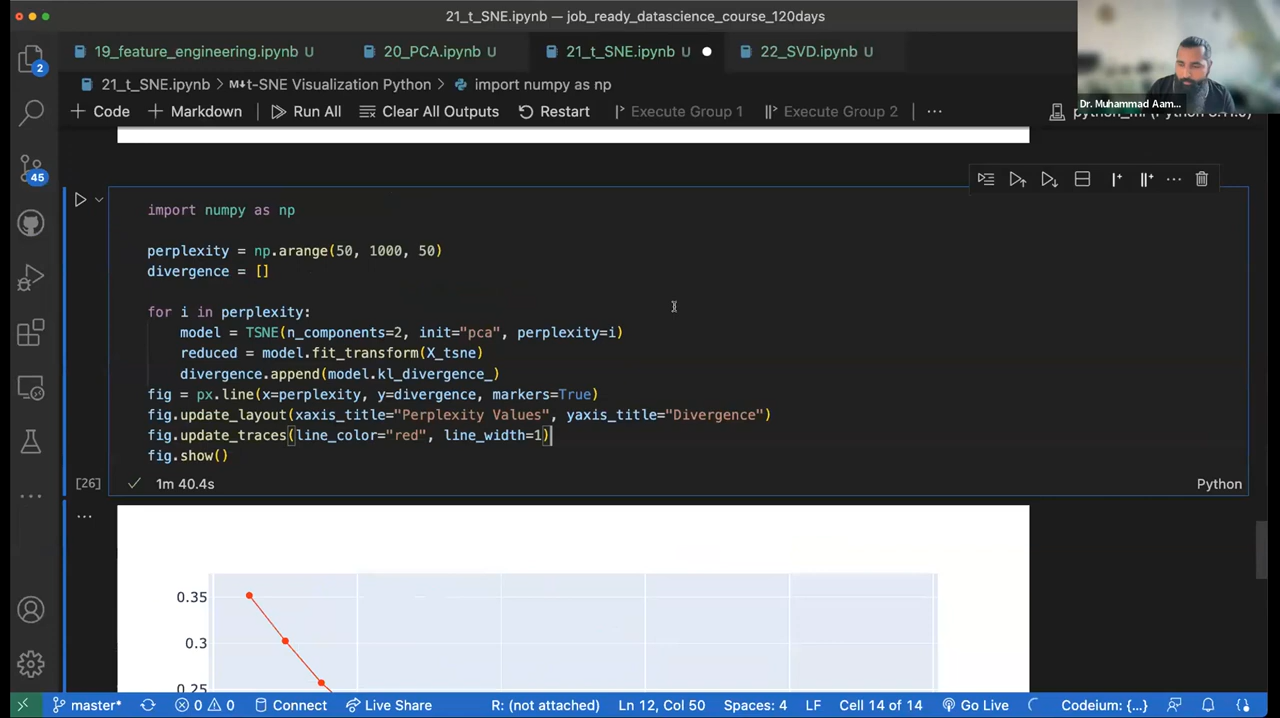 21_t_SNE.ipynb — job_ready_datascience_course_120days
19_feature_engineering.ipynb U
20_PCA.ipynb U
21_t_SNE.ipynb U
22_SVD.ipynb U
21_t_SNE.ipynb > M↓t-SNE Visualization Python > import numpy as np
Dr. Muhammad Aam...
+ Code + Markdown Run All Clear All Outputs Restart Execute Group 1 Execute Group 2 ...
2
45
import numpy as np
perplexity = np.arange(50, 1000, 50)
divergence = []
for i in perplexity:
model = TSNE(n_components=2, init="pca", perplexity=i)
reduced = model.fit_transform(X_tsne)
divergence.append(model.kl_divergence_)
fig = px.line(x=perplexity, y=divergence, markers=True)
fig.update_layout(xaxis_title="Perplexity Values", yaxis_title="Divergence")
fig.update_traces(line_color="red", line_width=1)
fig.show()
[26] 1m 40.4s Python
0.35
0.3
master* 0 0 Connect Live Share R: (not attached) Ln 12, Col 50 Spaces: 4 LF Cell 14 of 14 Go Live Codeium: {...}